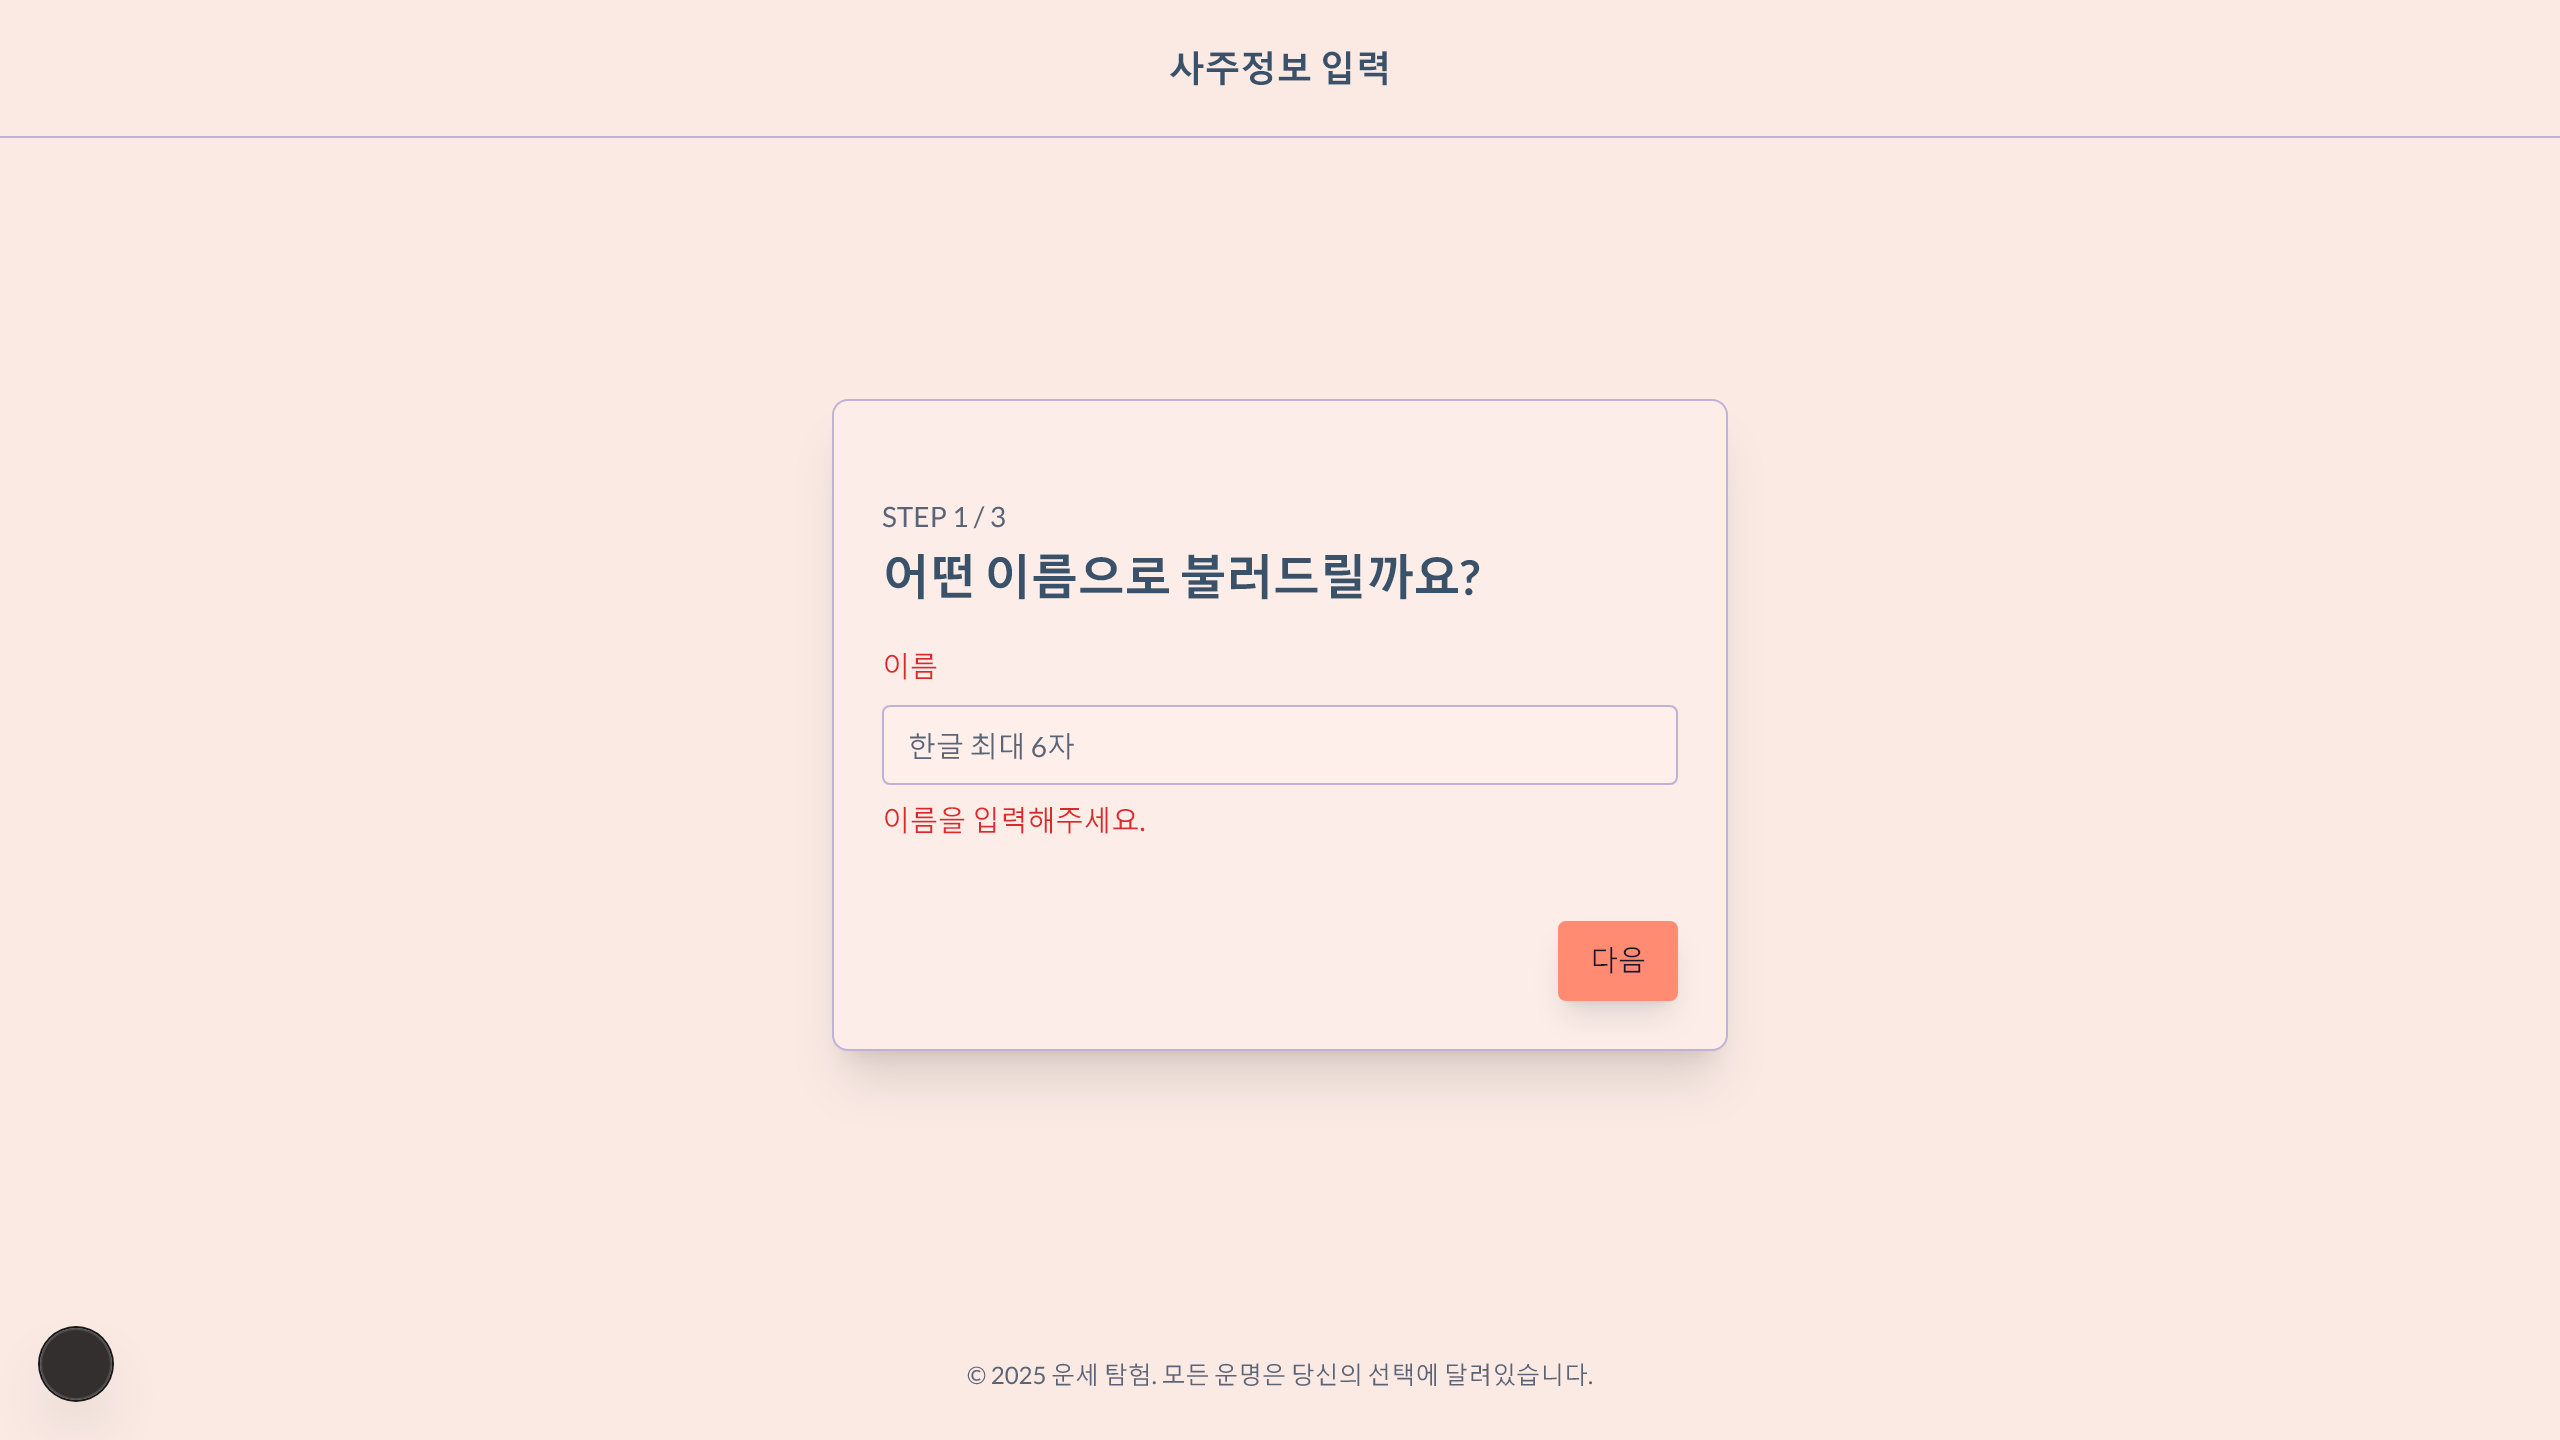 사주정보 입력
STEP 1 / 3
어떤 이름으로 불러드릴까요?
이름
한글 최대 6자
이름을 입력해주세요.
다음
© 2025 운세 탐험. 모든 운명은 당신의 선택에 달려있습니다.